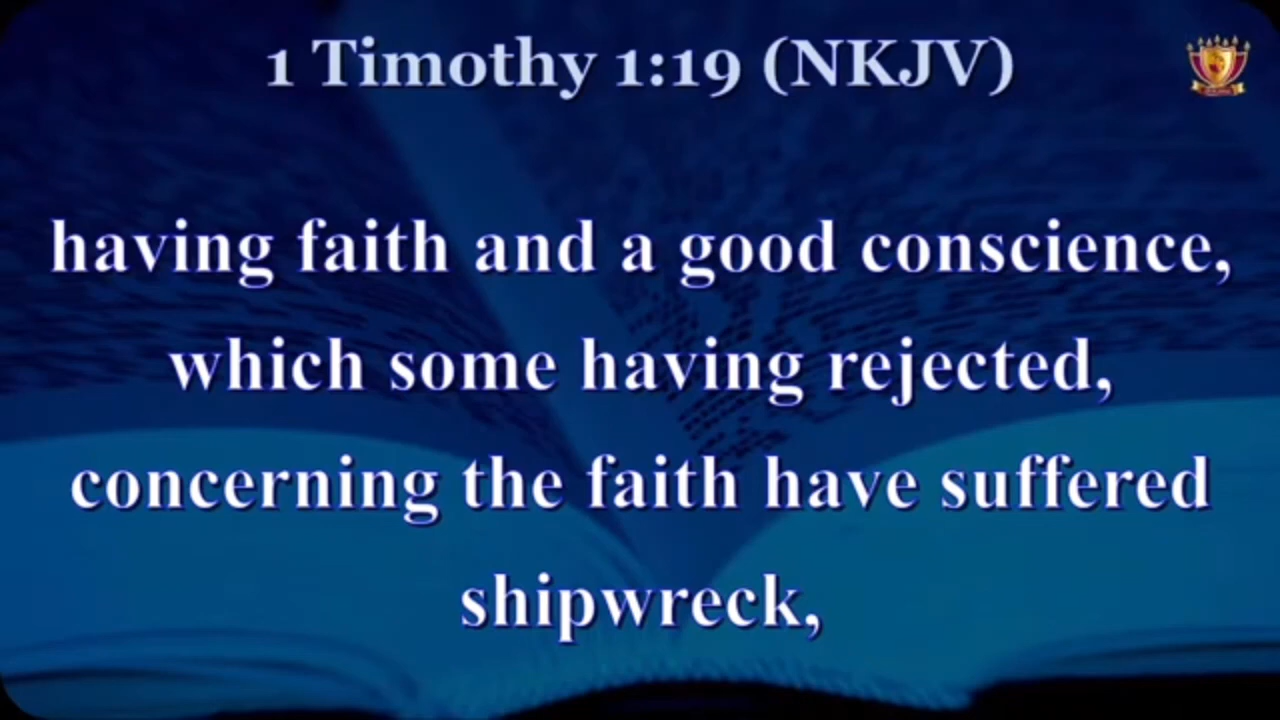 1 Timothy 1:19 (NKJV)
having faith and a good conscience,
which some having rejected,
concerning the faith have suffered
shipwreck,